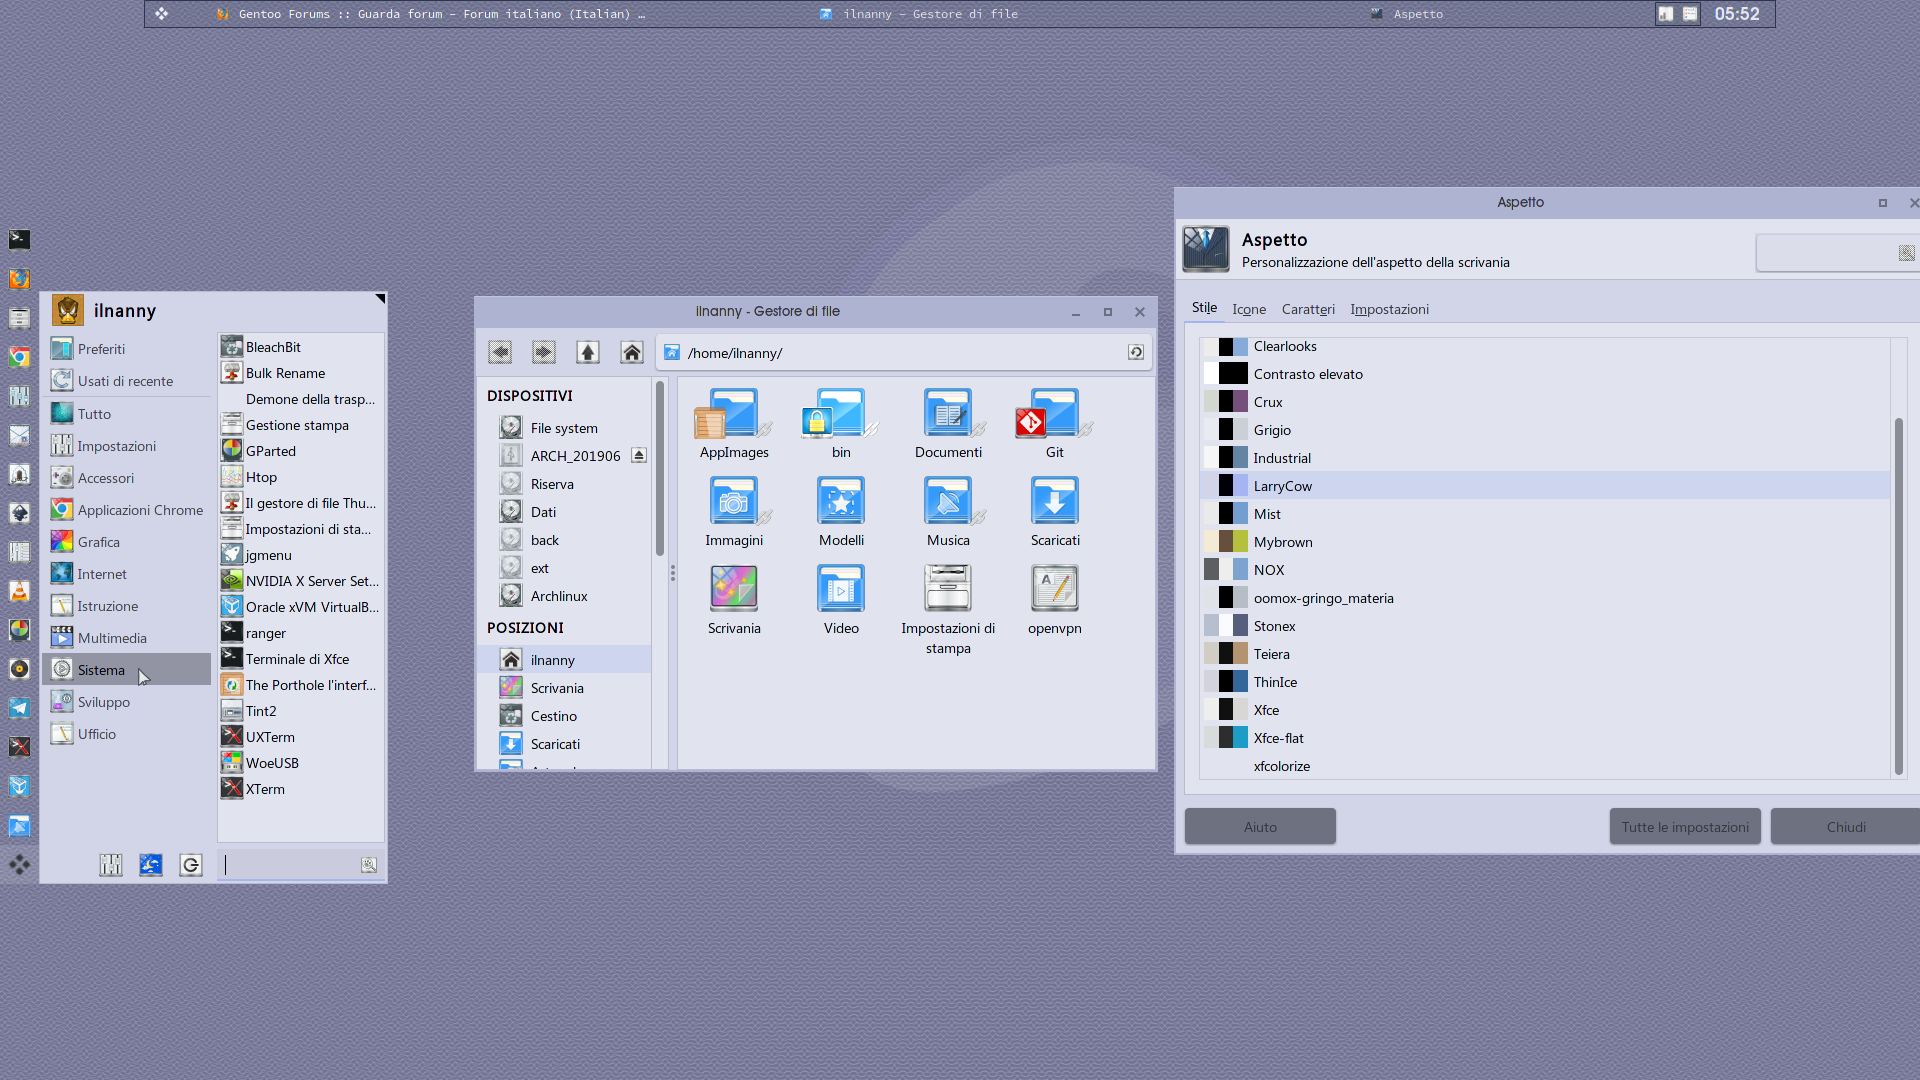 Gentoo Forums :: Guarda forum - Forum italiano (Italian) …
ilnanny - Gestore di file
Aspetto
05:52
ilnanny
Preferiti
Usati di recente
Tutto
Impostazioni
Accessori
Applicazioni Chrome
Grafica
Internet
Istruzione
Multimedia
Sistema
Sviluppo
Ufficio
BleachBit
Bulk Rename
Demone della trasp...
Gestione stampa
GParted
Htop
Il gestore di file Thu...
Impostazioni di sta...
jgmenu
NVIDIA X Server Set...
Oracle xVM VirtualB...
ranger
Terminale di Xfce
The Porthole l'interf...
Tint2
UXTerm
WoeUSB
XTerm
ilnanny - Gestore di file
/home/ilnanny/
DISPOSITIVI
File system
ARCH_201906
Riserva
Dati
back
ext
Archlinux
POSIZIONI
ilnanny
Scrivania
Cestino
Scaricati
AppImages
bin
Documenti
Git
Immagini
Modelli
Musica
Scaricati
Scrivania
Video
Impostazioni di
stampa
openvpn
Aspetto
Aspetto
Personalizzazione dell'aspetto della scrivania
Stile
Icone
Caratteri
Impostazioni
Clearlooks
Contrasto elevato
Crux
Grigio
Industrial
LarryCow
Mist
Mybrown
NOX
oomox-gringo_materia
Stonex
Teiera
ThinIce
Xfce
Xfce-flat
xfcolorize
Aiuto
Tutte le impostazioni
Chiudi